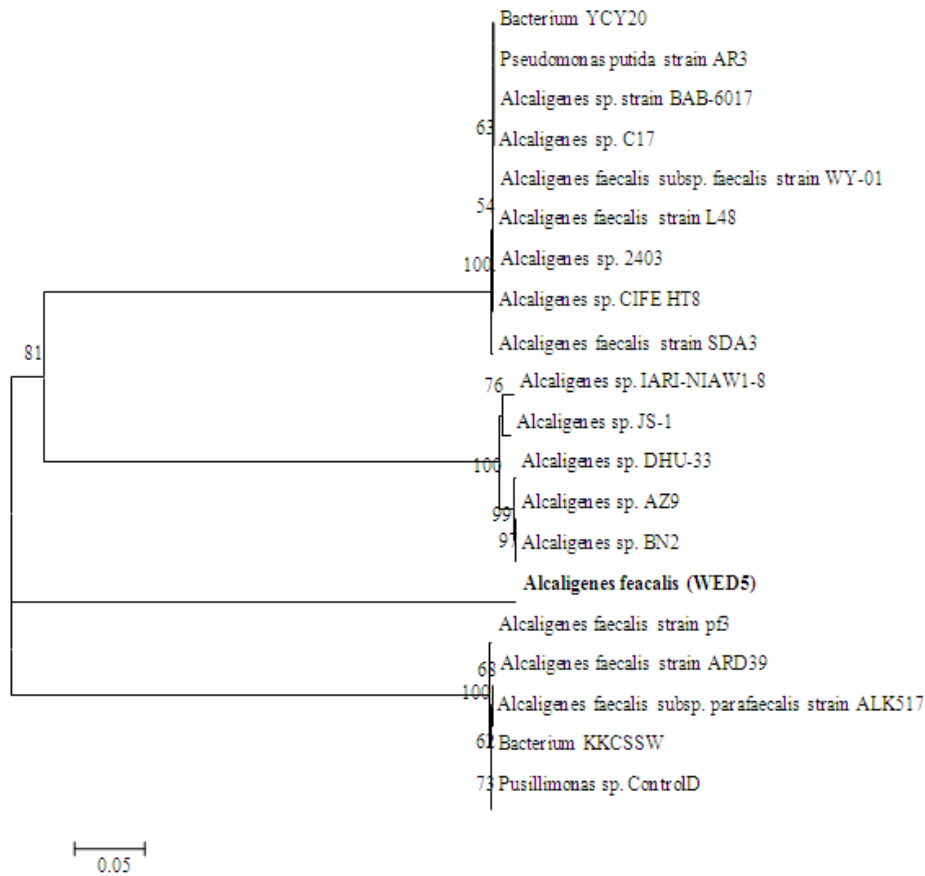 Bacterium YCY20
Pseudomonas putida strain AR3
Alcaligenes sp. strain BAB-6017
63
Alcaligenes sp. C17
Alcaligenes faecalis subsp. faecalis strain WY-01
54
Alcaligenes faecalis strain L48
100
Alcaligenes sp. 2403
Alcaligenes sp. CIFE HT8
Alcaligenes faecalis strain SDA3
81
76
Alcaligenes sp. IARI-NIAW1-8
Alcaligenes sp. JS-1
100
Alcaligenes sp. DHU-33
Alcaligenes sp. AZ9
99
97
Alcaligenes sp. BN2
Alcaligenes feacalis (WED5)
Alcaligenes faecalis strain pf3
68
Alcaligenes faecalis strain ARD39
100
Alcaligenes faecalis subsp. parafaecalis strain ALK517
62
Bacterium KKCSSW
73
Pusillimonas sp. ControlD
0.05